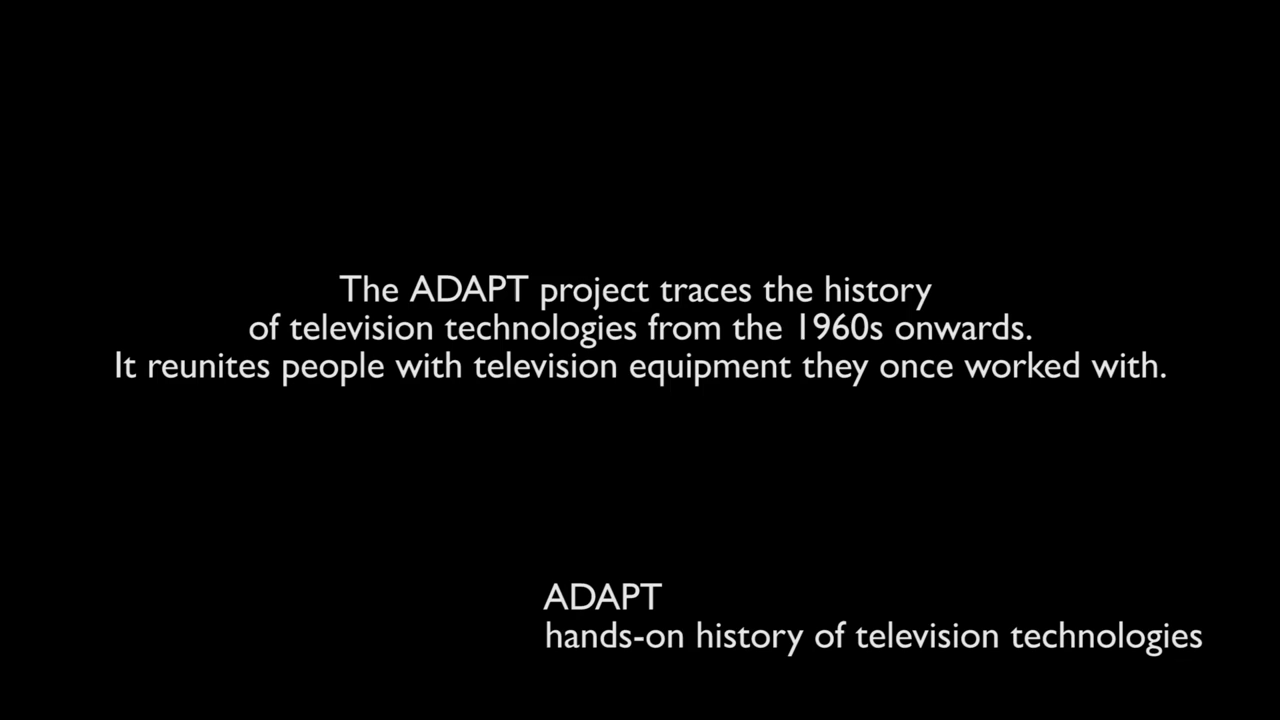 The ADAPT project traces the history
of television technologies from the 1960s onwards.
It reunites people with television equipment they once worked with.
ADAPT
hands-on history of television technologies